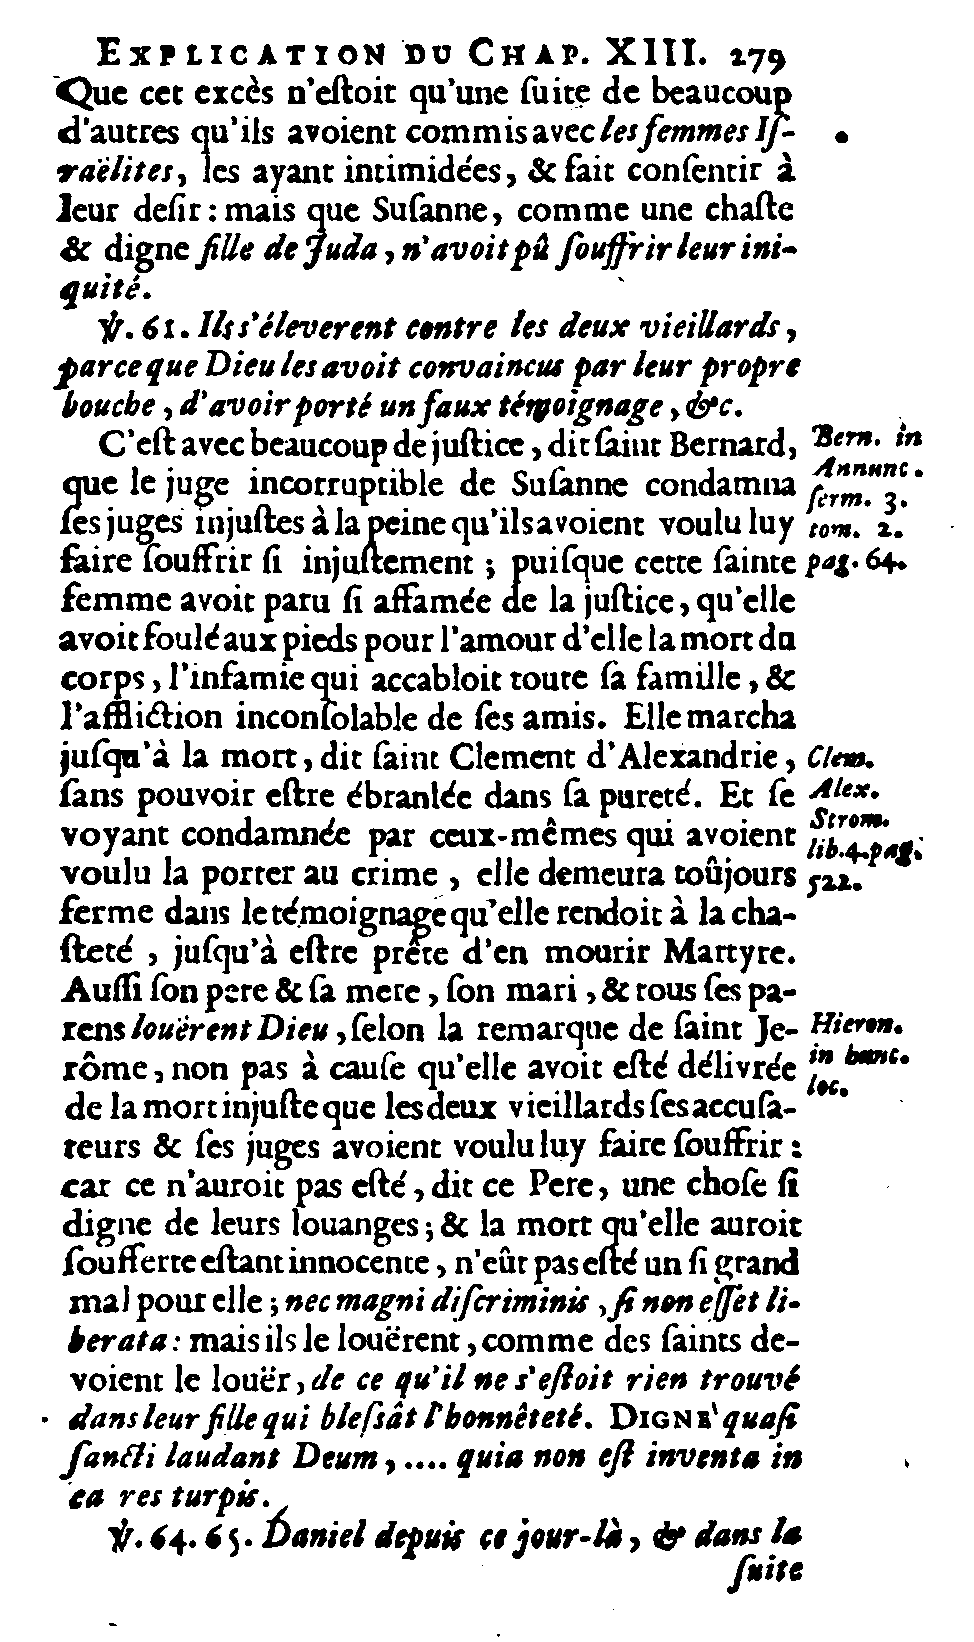 EXPLICATION DU CHAP. XIII. 279
Que cet excès n'eſtoit qu'une ſuite de beaucoup
d'autres qu'ils avoient commis avec les femmes Iſ-
raëlites, les ayant intimidées, & fait conſentir à
leur deſir: mais que Suſanne, comme une chaſte
& digne fille de Juda, n'avoit pû ſouffrir leur ini-
quité.
℣. 61. Ils s'éleverent contre les deux vieillards,
parce que Dieu les avoit convaincus par leur propre
bouche, d'avoir porté un faux témoignage, &c.
C'eſt avec beaucoup de juſtice, dit ſaint Bernard,
Bern. in
que le juge incorruptible de Suſanne condamna
Annunc.
ſerm. 3.
ſes juges injuſtes à la peine qu'ils avoient voulu luy
tom. 2.
faire ſouffrir ſi injuſtement; puiſque cette ſainte
pag. 64.
femme avoit paru ſi affamée de la juſtice, qu'elle
avoit foulé aux pieds pour l'amour d'elle la mort du
corps, l'infamie qui accabloit toute ſa famille, &
l'affliction inconſolable de ſes amis. Elle marcha
juſqu'à la mort, dit ſaint Clement d'Alexandrie,
Clem.
ſans pouvoir eſtre ébranlée dans ſa pureté. Et ſe
Alex.
Strom.
voyant condamnée par ceux-mêmes qui avoient
lib. 4. pag.
voulu la porter au crime, elle demeura toûjours
522.
ferme dans le témoignage qu'elle rendoit à la cha-
ſteté, juſqu'à eſtre prête d'en mourir Martyre.
Auſſi ſon pere & ſa mere, ſon mari, & tous ſes pa-
rens louërent Dieu, ſelon la remarque de ſaint Je-
Hieron.
rôme, non pas à cauſe qu'elle avoit eſté délivrée
in hunc.
loc.
de la mort injuſte que les deux vieillards ſes accuſa-
teurs & ſes juges avoient voulu luy faire ſouffrir:
car ce n'auroit pas eſté, dit ce Pere, une choſe ſi
digne de leurs louanges; & la mort qu'elle auroit
ſoufferte eſtant innocente, n'eût pas eſté un ſi grand
mal pour elle; nec magni diſcriminis, ſi non eſſet li-
berata: mais ils le louërent, comme des ſaints de-
voient le louër, de ce qu'il ne s'eſtoit rien trouvé
dans leur fille qui bleſsât l'honnêteté. DIGNE quaſi
ſancti laudant Deum, .... quia non eſt inventa in
ea res turpis.
℣. 64. 65. Daniel depuis ce jour-là, & dans la
ſuite